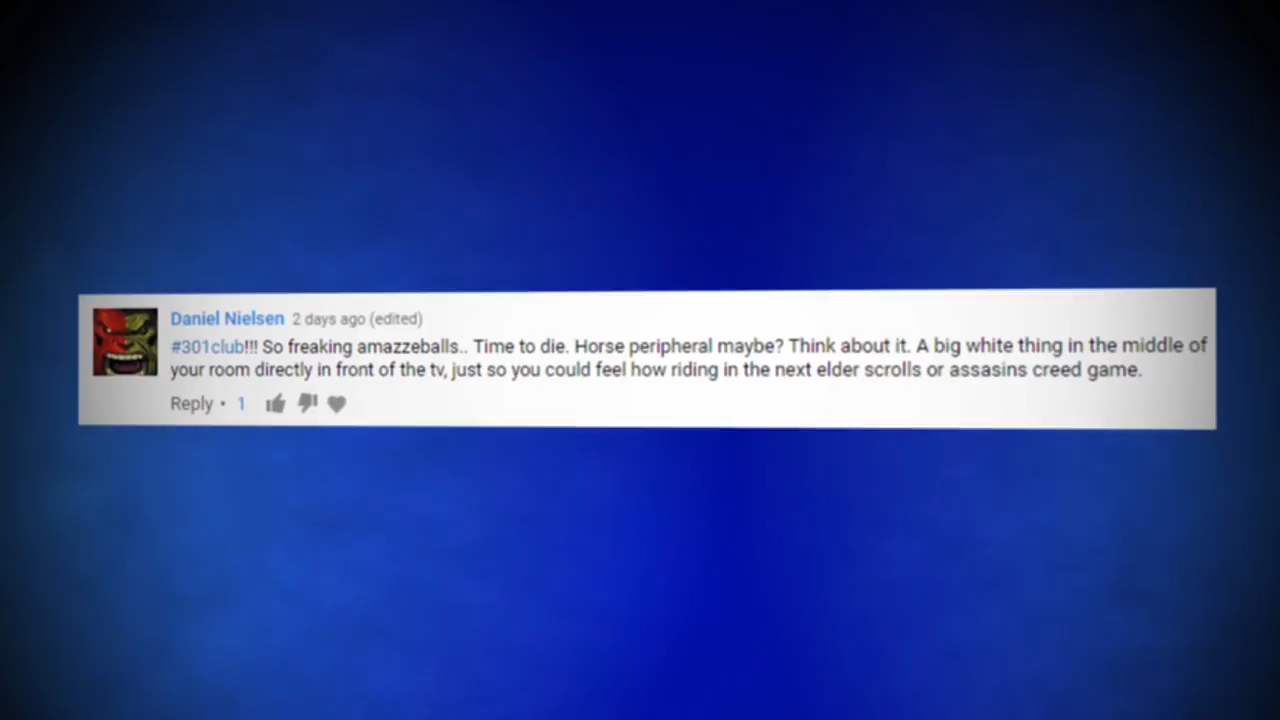 Daniel Nielsen 2 days ago (edited)
#301club!!! So freaking amazzeballs.. Time to die. Horse peripheral maybe? Think about it. A big white thing in the middle of
your room directly in front of the tv, just so you could feel how riding in the next elder scrolls or assasins creed game.
Reply • 1